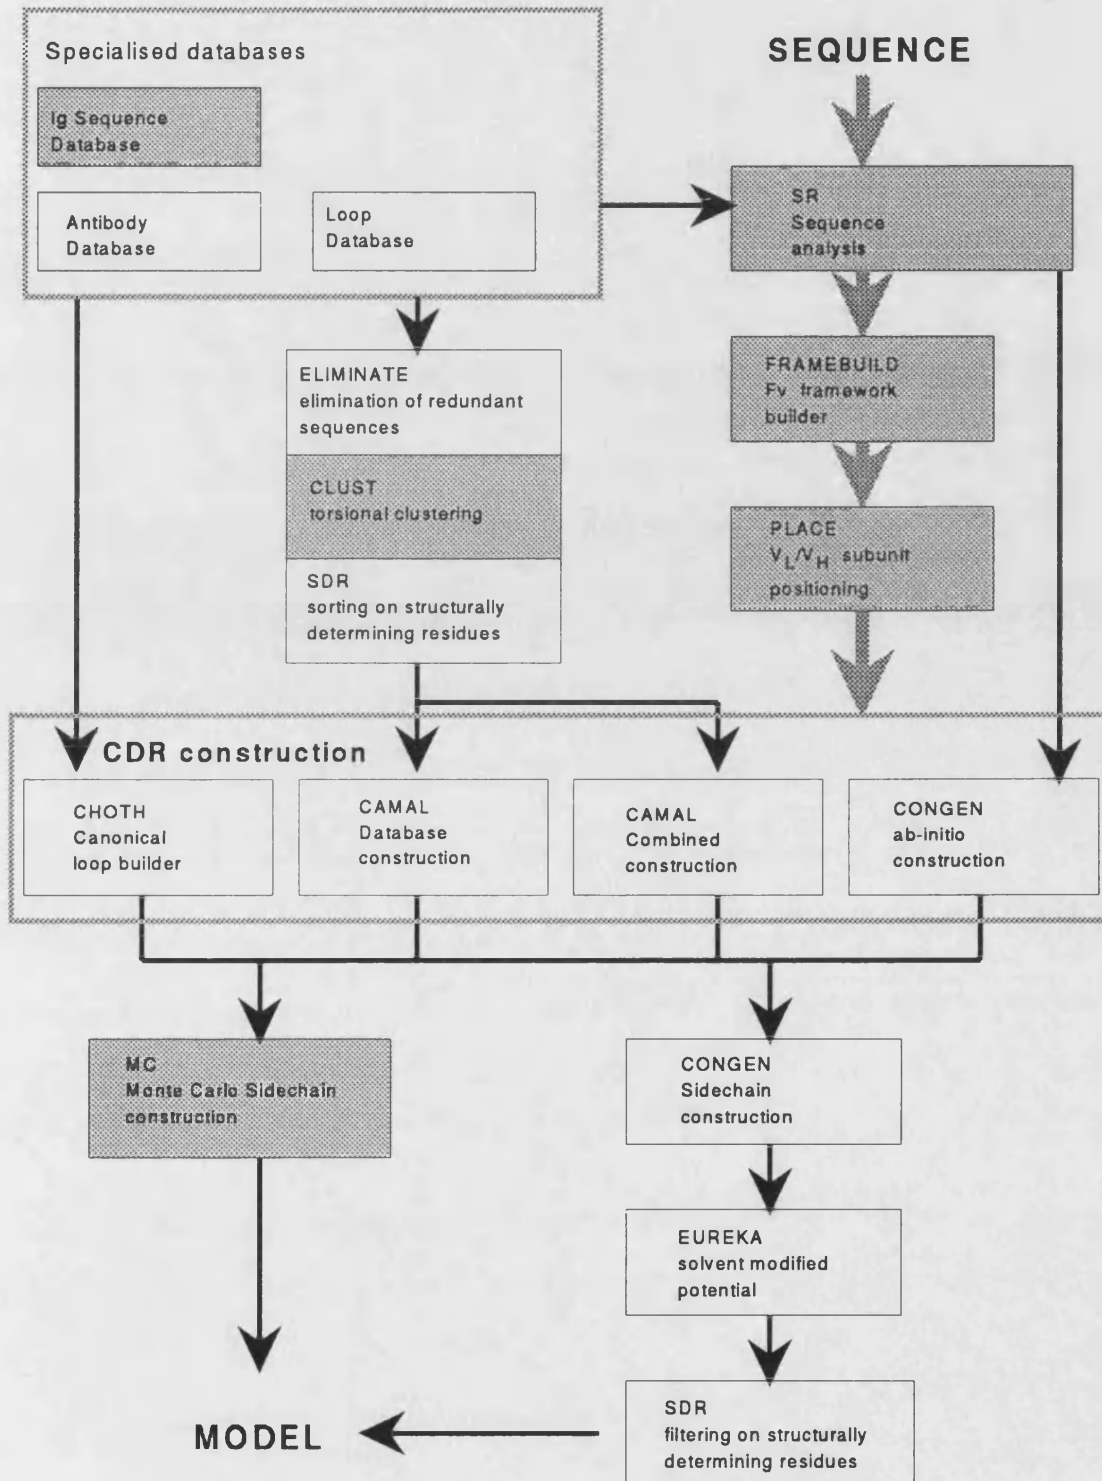 Specialised databases
Ig Sequence
Database
Antibody
Database
Loop
Database
SEQUENCE
SR
Sequence
analysis
FRAMEBUILD
Fv framework
builder
PLACE
VL/VH subunit
positioning
ELIMINATE
elimination of redundant
sequences
CLUST
torsional clustering
SDR
sorting on structurally
determining residues
CDR construction
CHOTH
Canonical
loop builder
CAMAL
Database
construction
CAMAL
Combined
construction
CONGEN
ab-initio
construction
MC
Monte Carlo Sidechain
construction
CONGEN
Sidechain
construction
EUREKA
solvent modified
potential
SDR
filtering on structurally
determining residues
MODEL